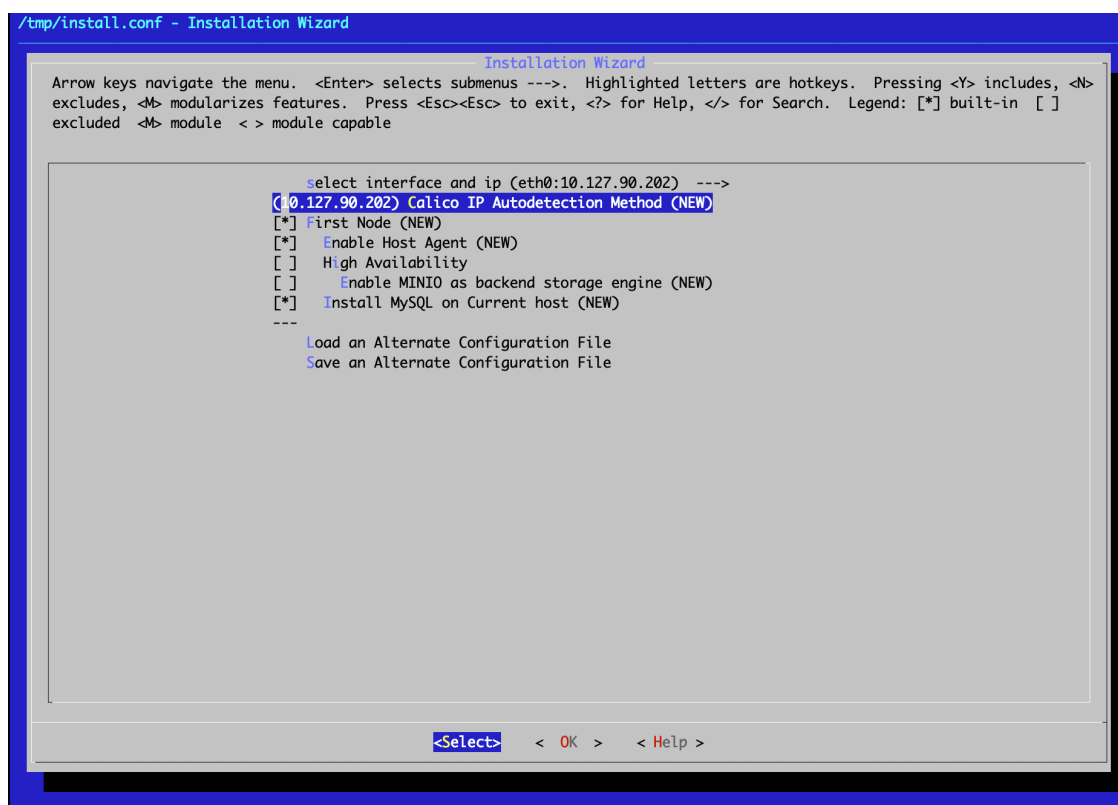 /tmp/install.conf - Installation Wizard
Installation Wizard
Arrow keys navigate the menu.  <Enter> selects submenus --->.  Highlighted letters are hotkeys.  Pressing <Y> includes, <N>
excludes, <M> modularizes features.  Press <Esc><Esc> to exit, <?> for Help, </> for Search.  Legend: [*] built-in  [ ]
excluded  <M> module  < > module capable
select interface and ip (eth0:10.127.90.202)  --->
(10.127.90.202) Calico IP Autodetection Method (NEW)
[*] First Node (NEW)
[*]   Enable Host Agent (NEW)
[ ]   High Availability
[ ]     Enable MINIO as backend storage engine (NEW)
[*]   Install MySQL on Current host (NEW)
---
Load an Alternate Configuration File
Save an Alternate Configuration File
<Select>    <  OK  >    < Help >